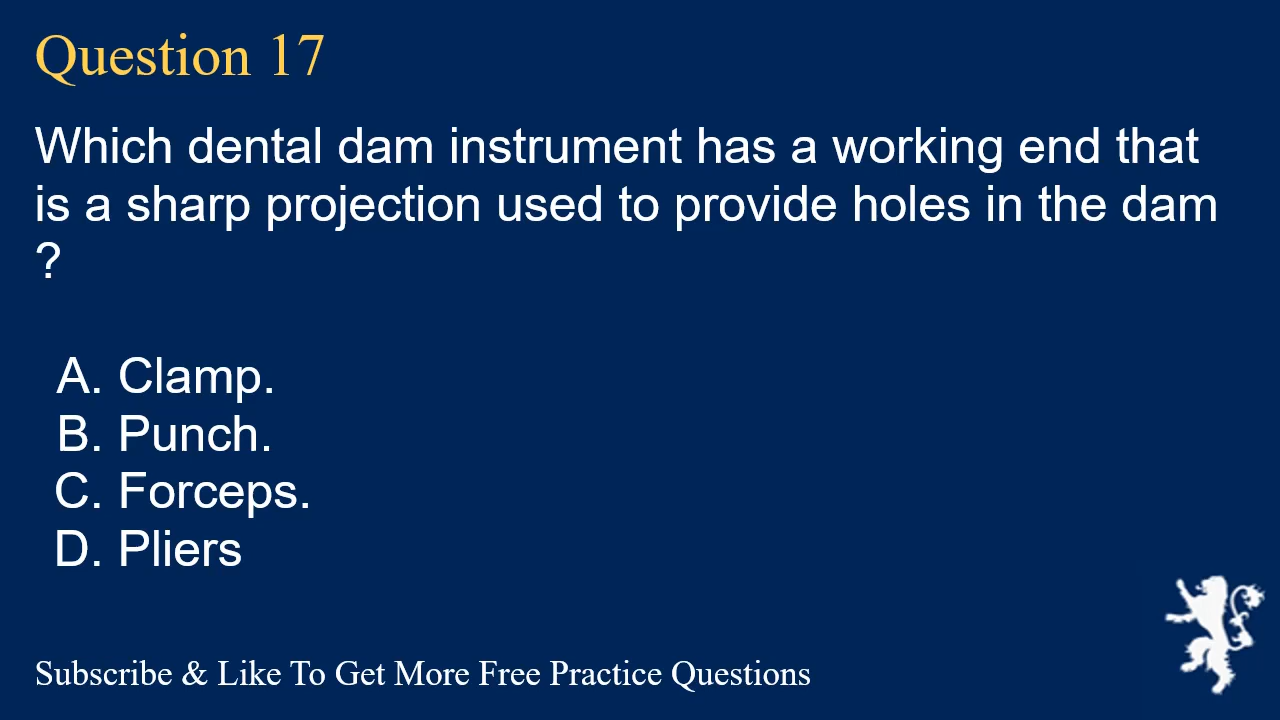 Question 17
Which dental dam instrument has a working end that
is a sharp projection used to provide holes in the dam
?
A. Clamp.
B. Punch.
C. Forceps.
D. Pliers
Subscribe & Like To Get More Free Practice Questions